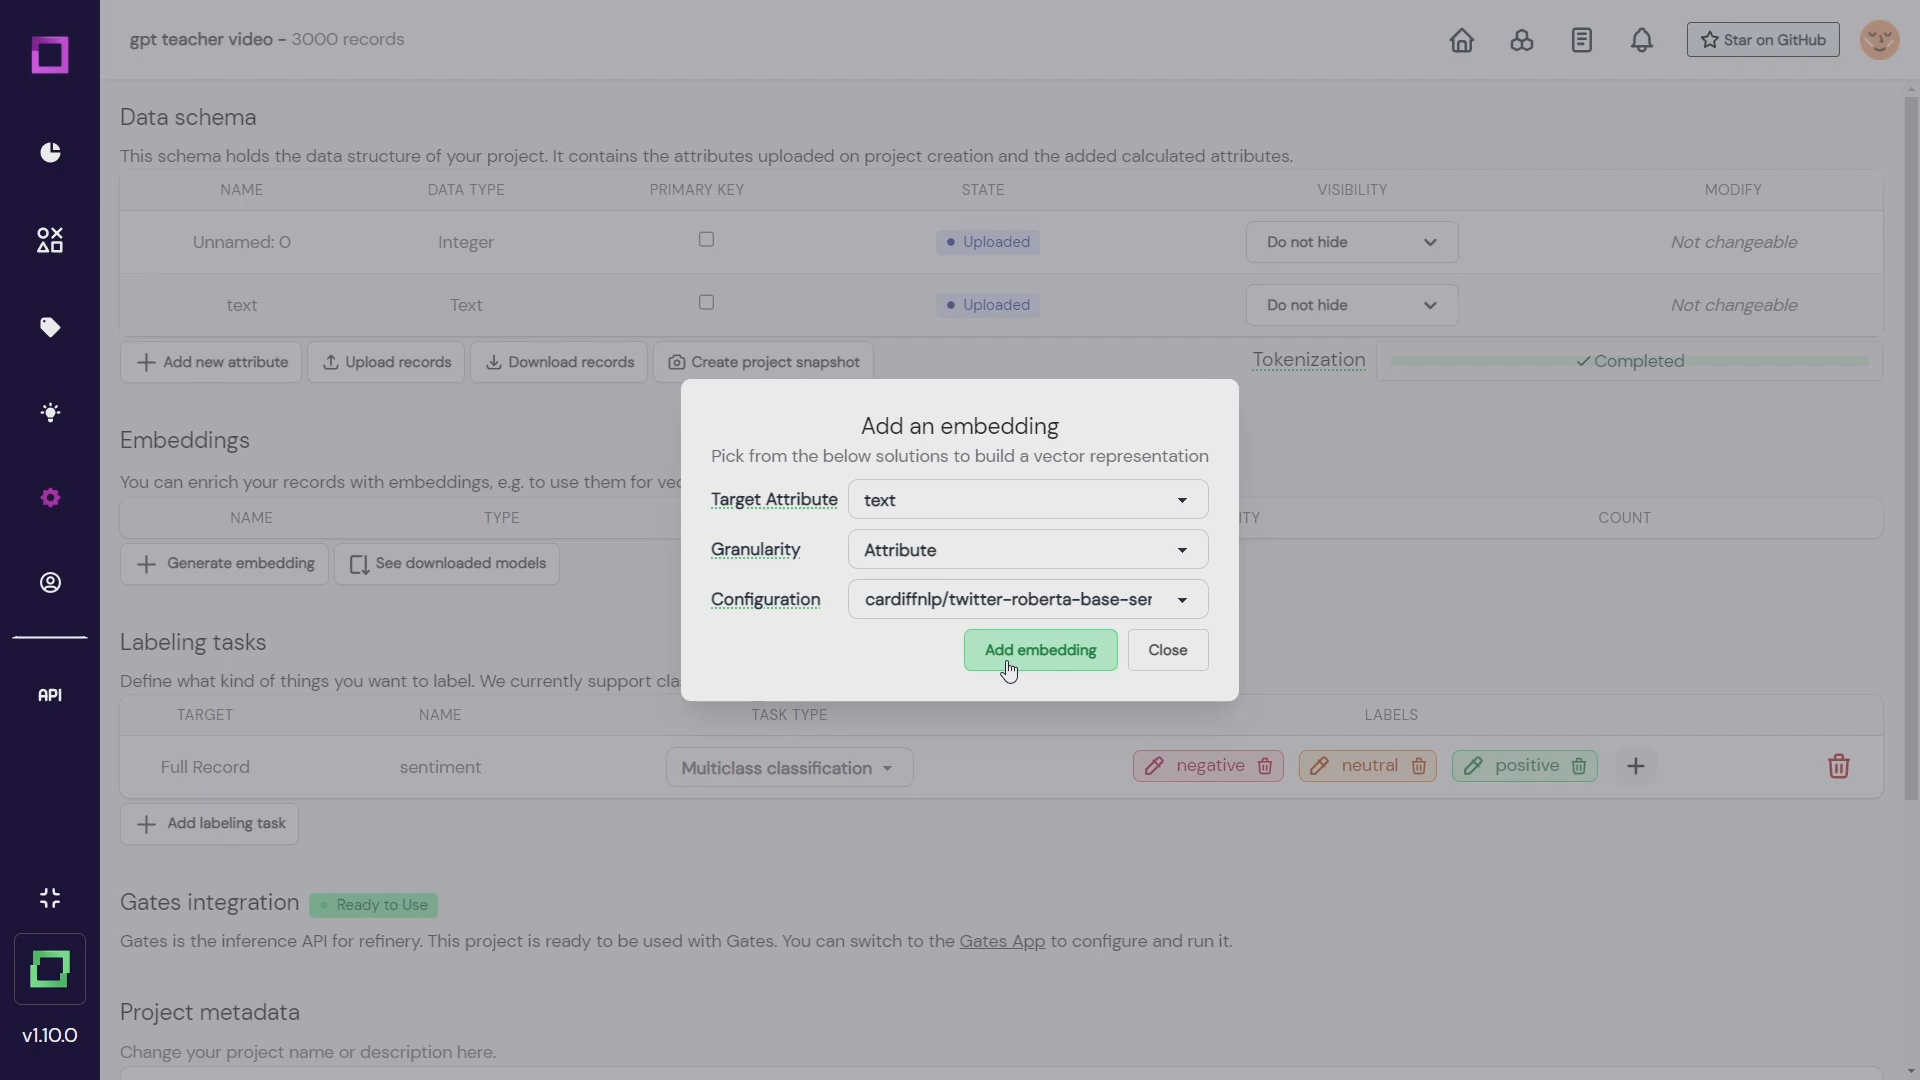 gpt teacher video - 3000 records
Star on GitHub
Data schema
This schema holds the data structure of your project. It contains the attributes uploaded on project creation and the added calculated attributes.
NAME DATA TYPE PRIMARY KEY STATE VISIBILITY MODIFY
Unnamed: 0 Integer Uploaded Do not hide Not changeable
text Text Uploaded Do not hide Not changeable
Add new attribute Upload records Download records Create project snapshot Tokenization Completed
Add an embedding
Pick from the below solutions to build a vector representation
Target Attribute text
Granularity Attribute
Configuration cardiffnlp/twitter-roberta-base-ser
Add embedding Close
Embeddings
You can enrich your records with embeddings, e.g. to use them for
NAME TYPE COUNT
Generate embedding See downloaded models
Labeling tasks
Define what kind of things you want to label. We currently support
TARGET NAME TASK TYPE LABELS
Full Record sentiment Multiclass classification negative neutral positive
Add labeling task
API
Gates integration Ready to Use
Gates is the inference API for refinery. This project is ready to be used with Gates. You can switch to the Gates App to configure and run it.
Project metadata
Change your project name or description here.
v1.10.0